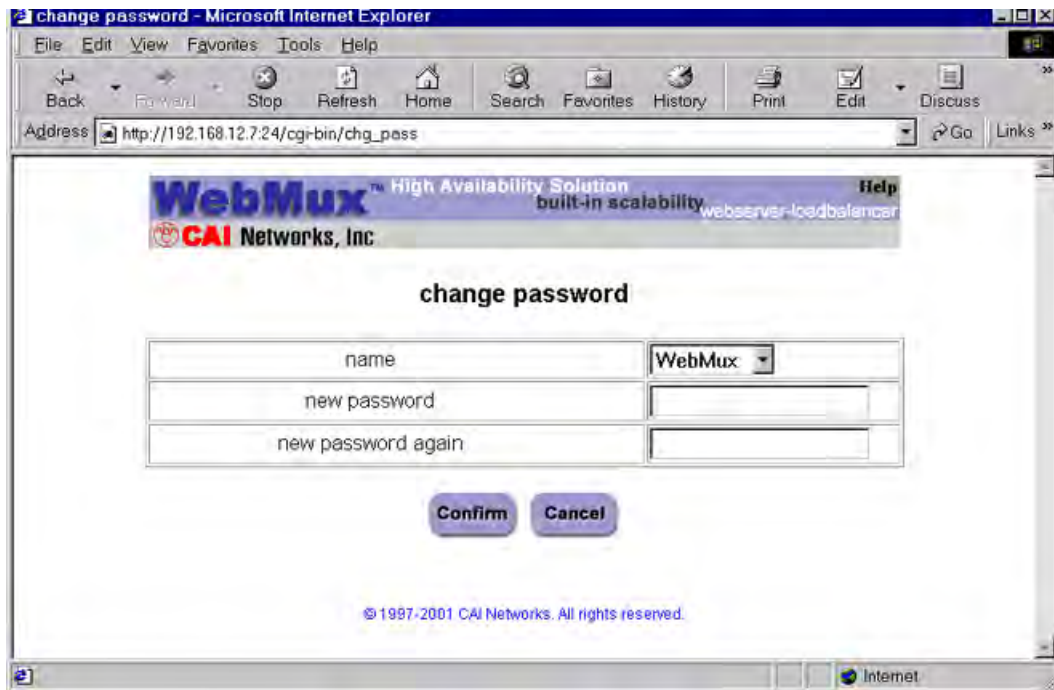 change password - Microsoft Internet Explorer
File Edit View Favorites Tools Help
Back Forward Stop Refresh Home Search Favorites History Print Edit Discuss »
Address http://192.168.12.7:24/cgi-bin/chg_pass Go Links »
WebMux™ High Availability Solution Help
built-in scalability webserver-loadbalancer
CAI Networks, Inc
change password
name WebMux
new password
new password again
Confirm Cancel
© 1997-2001 CAI Networks. All rights reserved.
Internet